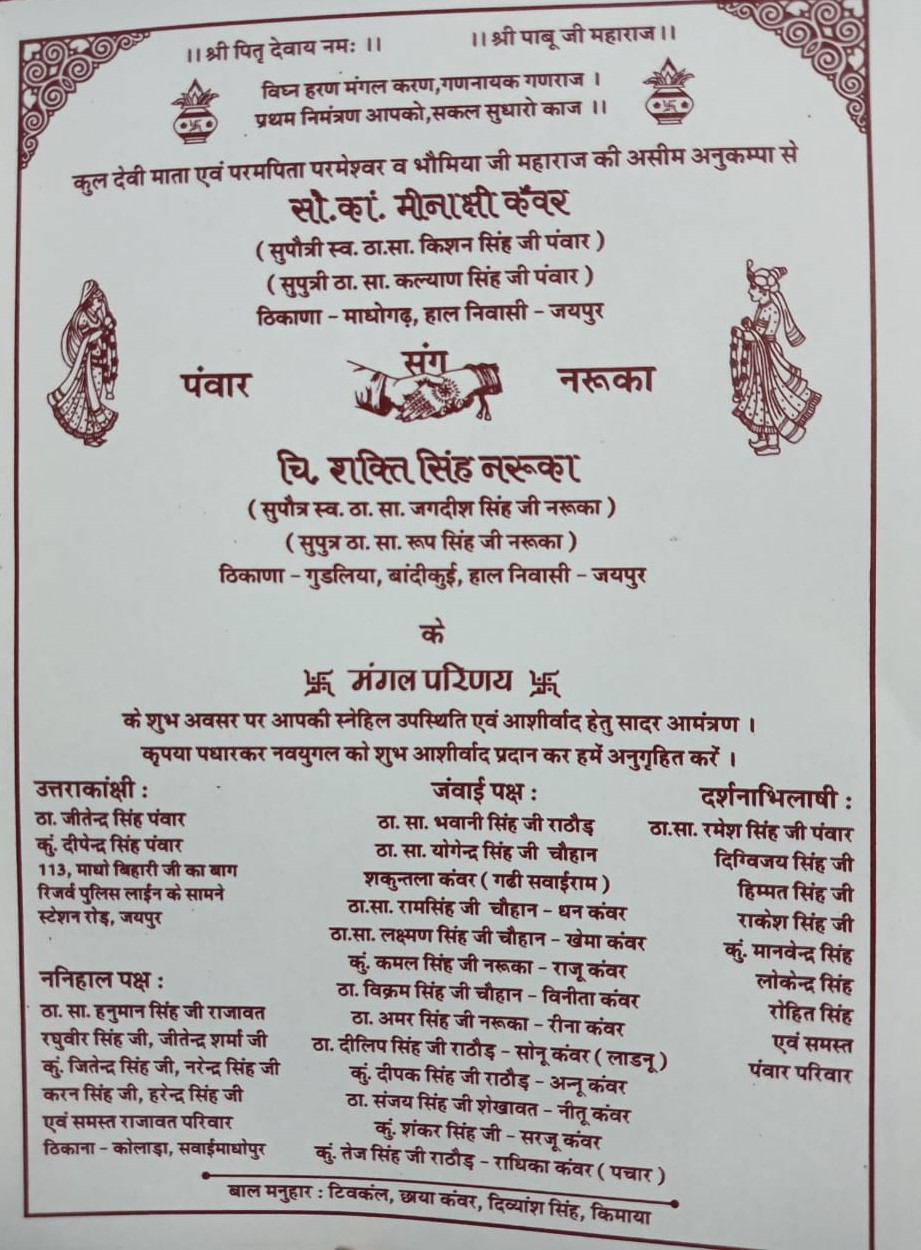 ।। श्री पितृ देवाय नमः ।।
।। श्री पाबू जी महाराज।।
विघ्न हरण मंगल करण,गणनायक गणराज ।
प्रथम निमंत्रण आपको,सकल सुधारो काज ।।
कुल देवी माता एवं परमपिता परमेश्वर व भौमिया जी महाराज की असीम अनुकम्पा से
सौ.कां. मीनाक्षी कँवर
( सुपौत्री स्व. ठा.सा. किशन सिंह जी पंवार )
( सुपुत्री ठा. सा. कल्याण सिंह जी पंवार )
ठिकाणा - माधोगढ़, हाल निवासी - जयपुर
पंवार संग नरूका
चि. शक्ति सिंह नरूका
( सुपौत्र स्व. ठा. सा. जगदीश सिंह जी नरूका )
( सुपुत्र ठा. सा. रूप सिंह जी नरूका )
ठिकाणा - गुडलिया, बांदीकुई, हाल निवासी - जयपुर
के
卐 मंगल परिणय 卐
के शुभ अवसर पर आपकी स्नेहिल उपस्थिति एवं आशीर्वाद हेतु सादर आमंत्रण ।
कृपया पधारकर नवयुगल को शुभ आशीर्वाद प्रदान कर हमें अनुगृहित करें ।
उत्तराकांक्षी :
ठा. जीतेन्द्र सिंह पंवार
कुं. दीपेन्द्र सिंह पंवार
113, माधो बिहारी जी का बाग
रिजर्व पुलिस लाईन के सामने
स्टेशन रोड़, जयपुर
ननिहाल पक्ष :
ठा. सा. हनुमान सिंह जी राजावत
रघुवीर सिंह जी, जीतेन्द्र शर्मा जी
कुं. जितेन्द्र सिंह जी, नरेन्द्र सिंह जी
करन सिंह जी, हरेन्द्र सिंह जी
एवं समस्त राजावत परिवार
ठिकाना - कोलाड़ा, सवाईमाधोपुर
जंवाई पक्ष :
ठा. सा. भवानी सिंह जी राठौड़
ठा. सा. योगेन्द्र सिंह जी चौहान
शकुन्तला कंवर ( गढी सवाईराम )
ठा.सा. रामसिंह जी चौहान - धन कंवर
ठा.सा. लक्ष्मण सिंह जी चौहान - खेमा कंवर
कुं. कमल सिंह जी नरूका - राजू कंवर
ठा. विक्रम सिंह जी चौहान - विनीता कंवर
ठा. अमर सिंह जी नरूका - रीना कंवर
ठा. दीलिप सिंह जी राठौड़ - सोनू कंवर ( लाडनू )
कुं. दीपक सिंह जी राठौड़ - अन्नू कंवर
ठा. संजय सिंह जी शेखावत - नीतू कंवर
कुं. शंकर सिंह जी - सरजू कंवर
कुं. तेज सिंह जी राठौड़ - राधिका कंवर ( पचार )
दर्शनाभिलाषी :
ठा.सा. रमेश सिंह जी पंवार
दिग्विजय सिंह जी
हिम्मत सिंह जी
राकेश सिंह जी
कुं. मानवेन्द्र सिंह
लोकेन्द्र सिंह
रोहित सिंह
एवं समस्त
पंवार परिवार
बाल मनुहार : टिवकंल, छाया कंवर, दिव्यांश सिंह, किमाया